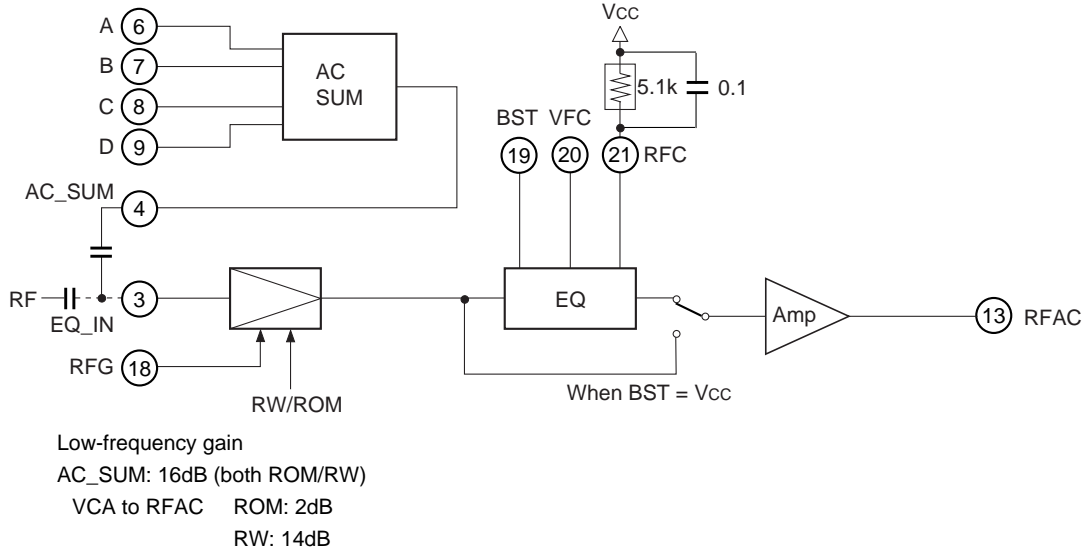 A 6
B 7
C 8
D 9
AC
SUM
VCC
5.1k 0.1
BST VFC
19 20 21 RFC
AC_SUM 4
RF 3
EQ_IN
EQ
Amp
13 RFAC
RFG 18
When BST = VCC
RW/ROM
Low-frequency gain
AC_SUM: 16dB (both ROM/RW)
VCA to RFAC ROM: 2dB
RW: 14dB